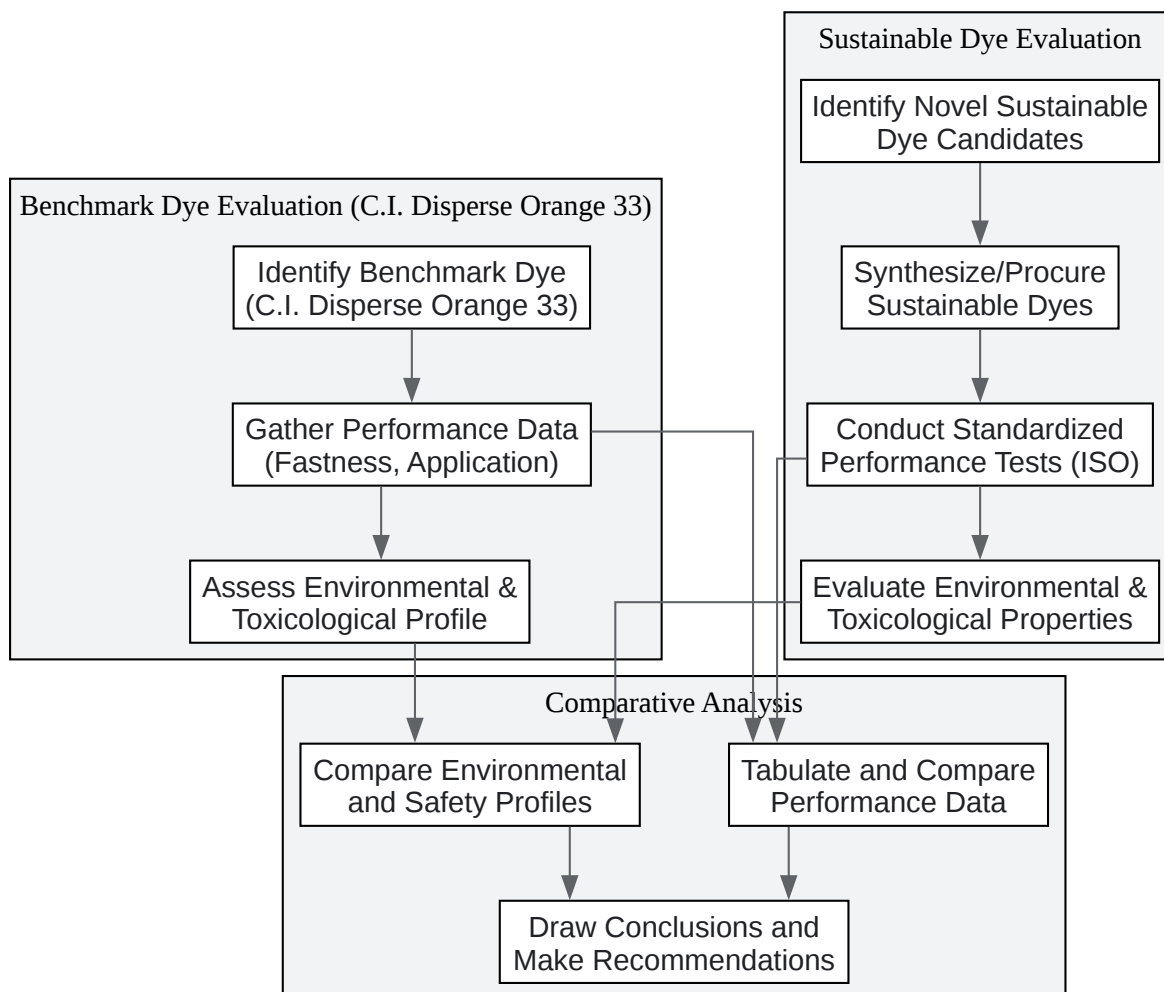 Sustainable Dye Evaluation
Identify Novel Sustainable
Dye Candidates
Benchmark Dye Evaluation (C.I. Disperse Orange 33)
Identify Benchmark Dye
(C.I. Disperse Orange 33)
Synthesize/Procure
Sustainable Dyes
Gather Performance Data
(Fastness, Application)
Conduct Standardized
Performance Tests (ISO)
Assess Environmental &
Toxicological Profile
Evaluate Environmental &
Toxicological Properties
Comparative Analysis
Compare Environmental
and Safety Profiles
Tabulate and Compare
Performance Data
Draw Conclusions and
Make Recommendations